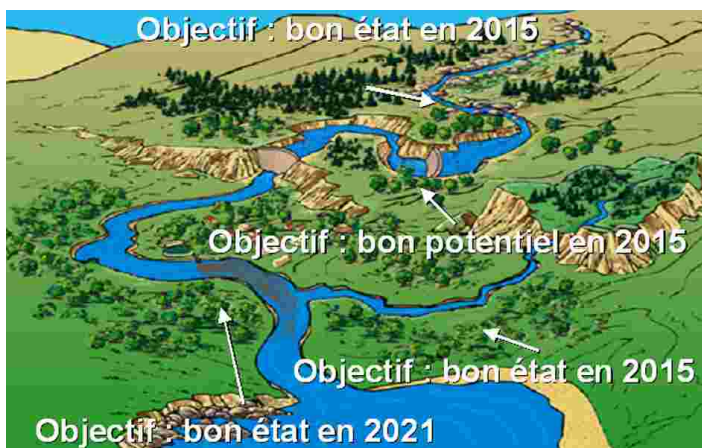 Objectif : bon état en 2015
Objectif : bon potentiel en 2015
Objectif : bon état en 2015
Objectif : bon état en 2021